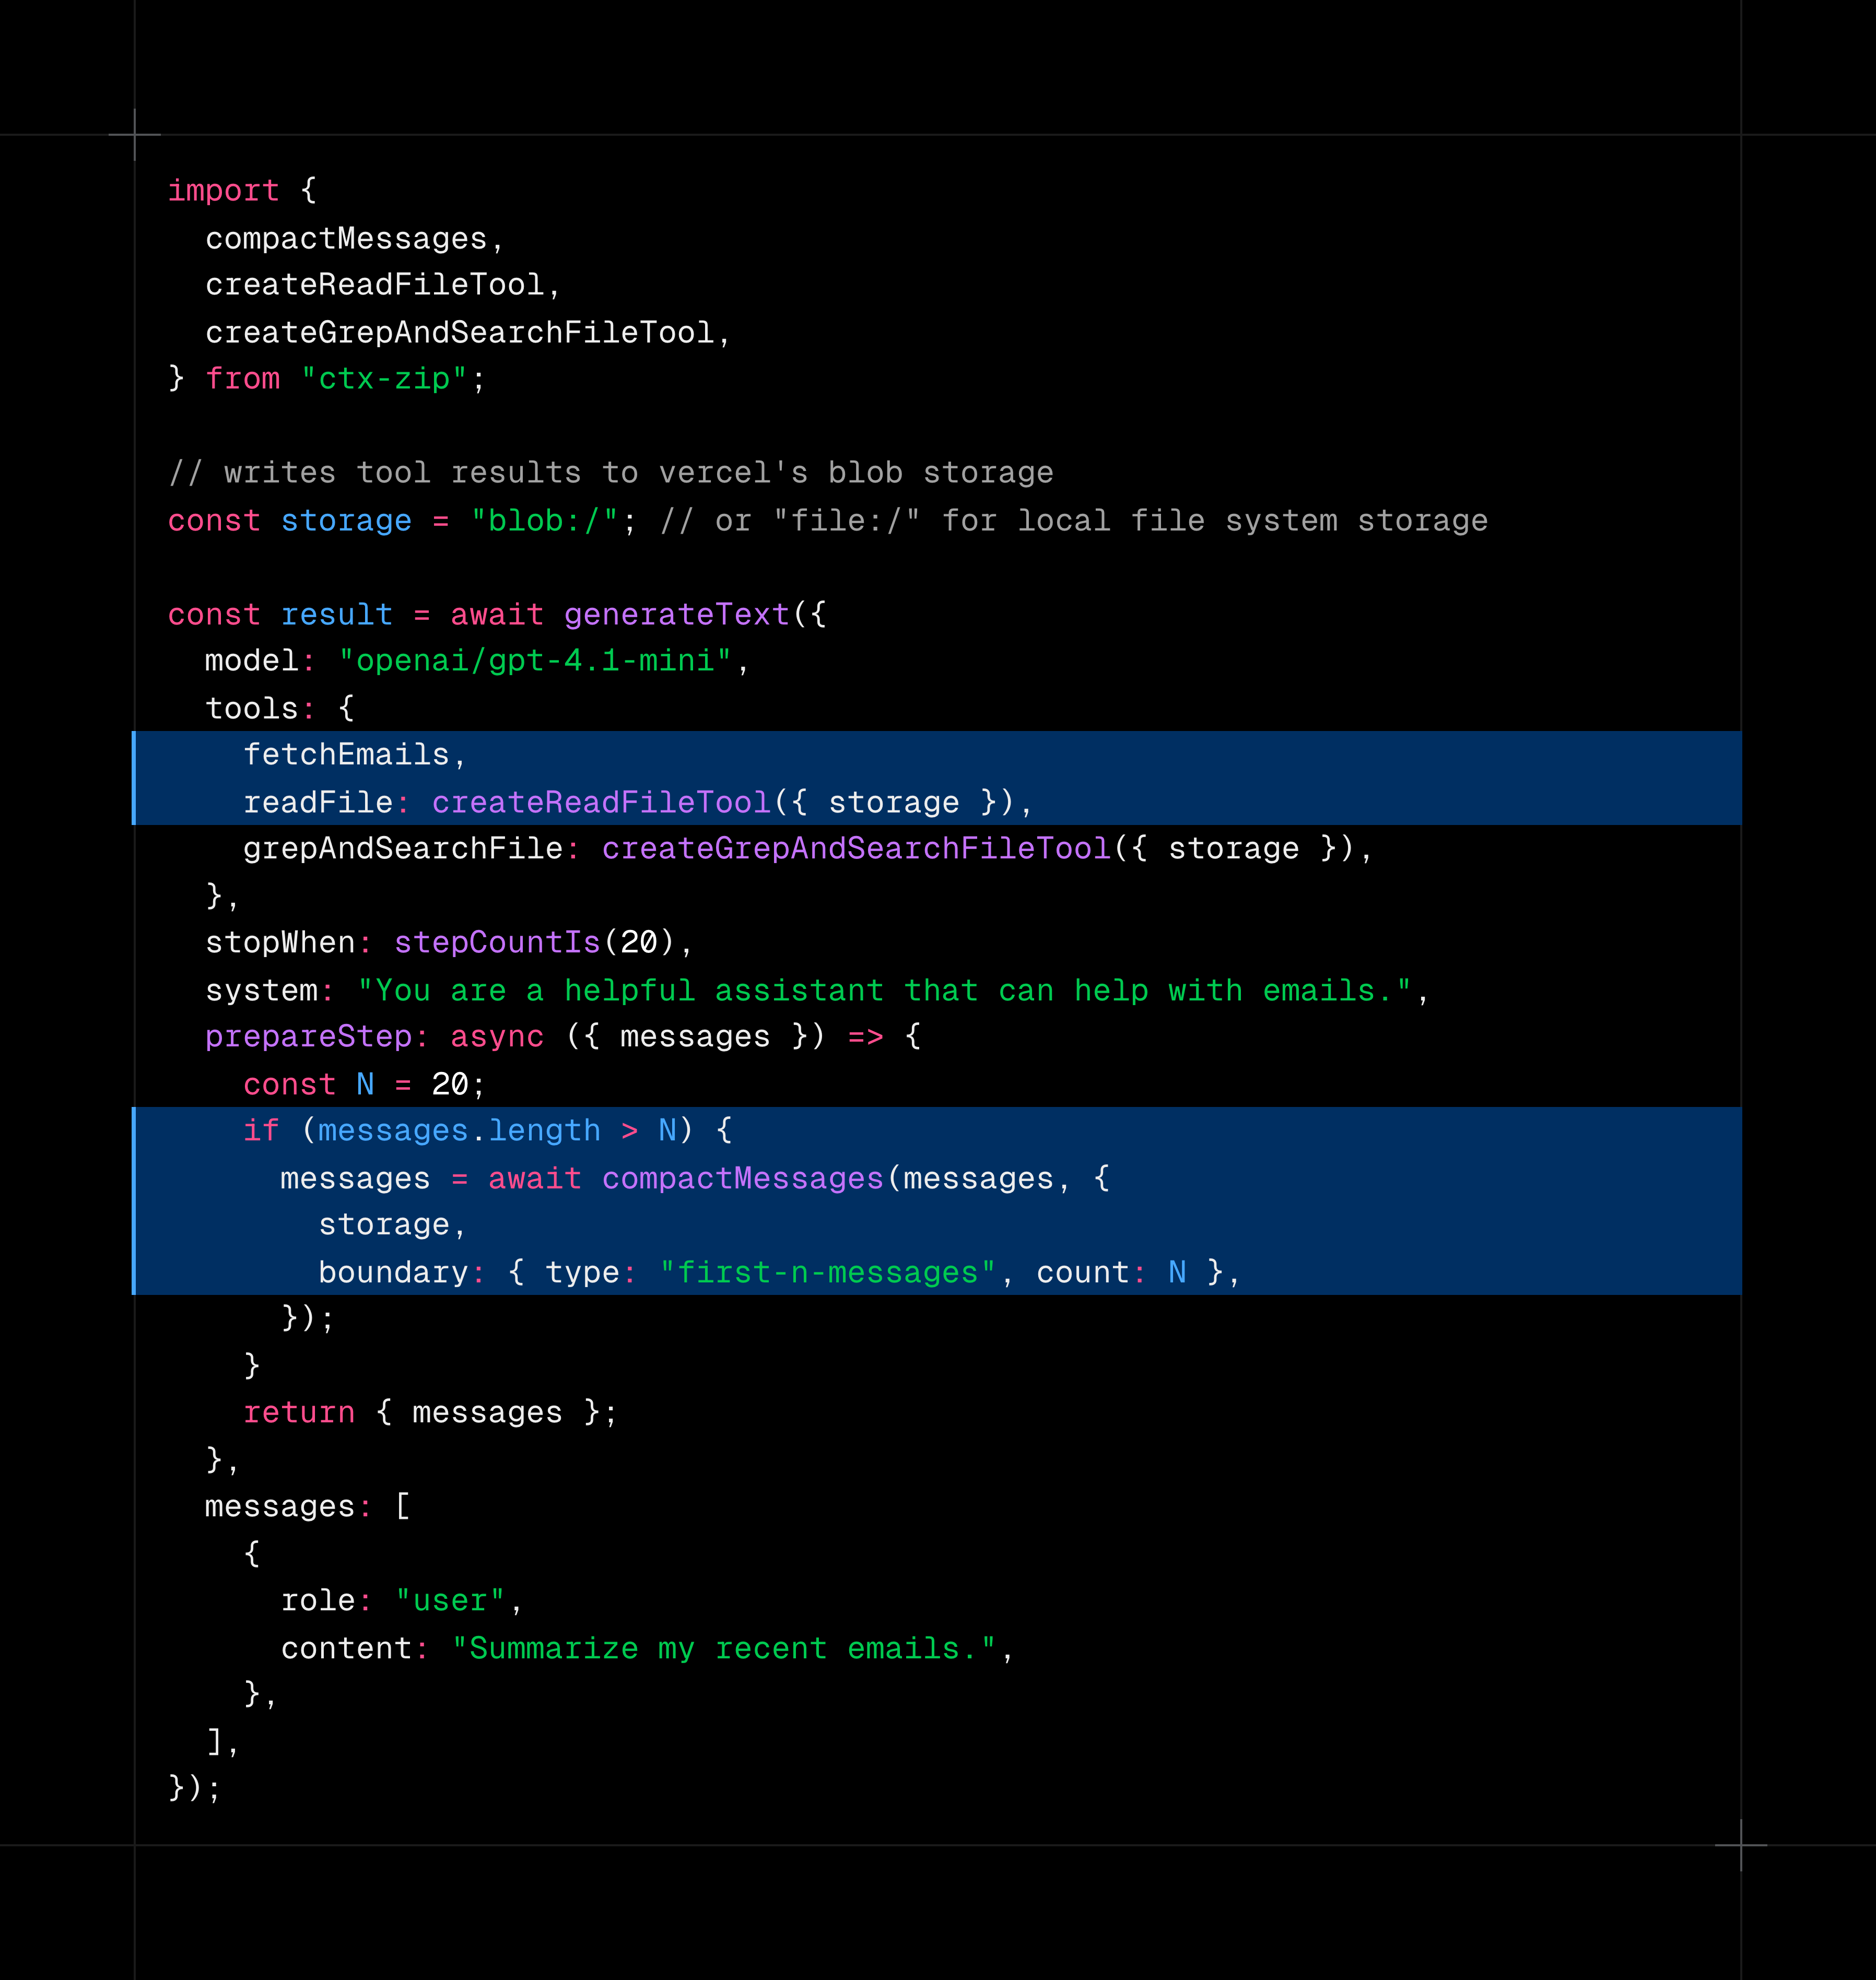 import {
  compactMessages,
  createReadFileTool,
  createGrepAndSearchFileTool,
} from "ctx-zip";

// writes tool results to vercel's blob storage
const storage = "blob:/"; // or "file:/" for local file system storage

const result = await generateText({
  model: "openai/gpt-4.1-mini",
  tools: {
    fetchEmails,
    readFile: createReadFileTool({ storage }),
    grepAndSearchFile: createGrepAndSearchFileTool({ storage }),
  },
  stopWhen: stepCountIs(20),
  system: "You are a helpful assistant that can help with emails.",
  prepareStep: async ({ messages }) => {
    const N = 20;
    if (messages.length > N) {
      messages = await compactMessages(messages, {
        storage,
        boundary: { type: "first-n-messages", count: N },
      });
    }
    return { messages };
  },
  messages: [
    {
      role: "user",
      content: "Summarize my recent emails.",
    },
  ],
});